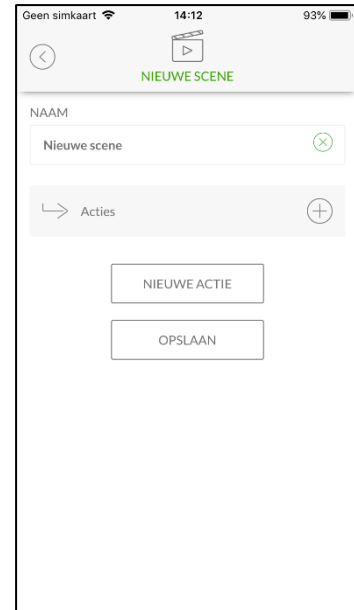 Geen simkaart 14:12 93%
NIEUWE SCENE
NAAM
Nieuwe scene
Acties
NIEUWE ACTIE
OPSLAAN